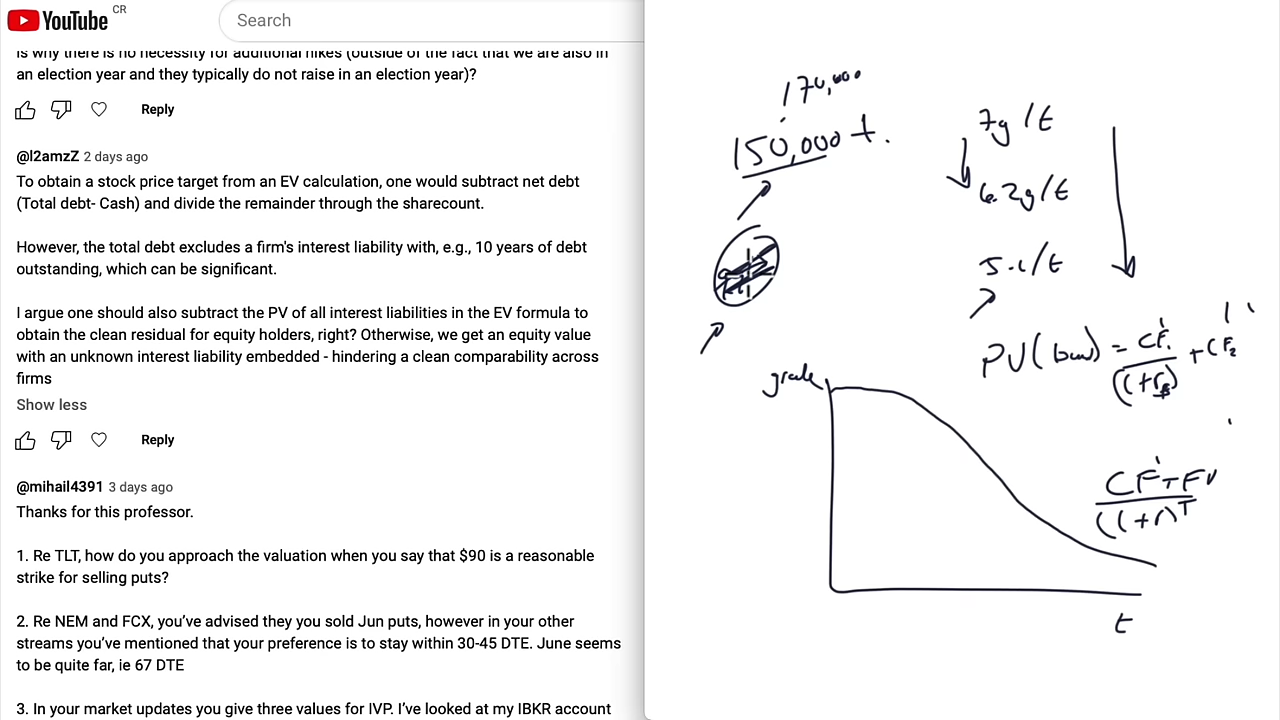 YouTube CR
Search
is why there is no necessity for additional hikes (outside of the fact that we are also in
an election year and they typically do not raise in an election year)?
Reply
@l2amzZ 2 days ago
To obtain a stock price target from an EV calculation, one would subtract net debt
(Total debt- Cash) and divide the remainder through the sharecount.
However, the total debt excludes a firm's interest liability with, e.g., 10 years of debt
outstanding, which can be significant.
I argue one should also subtract the PV of all interest liabilities in the EV formula to
obtain the clean residual for equity holders, right? Otherwise, we get an equity value
with an unknown interest liability embedded - hindering a clean comparability across
firms
Show less
Reply
@mihail4391 3 days ago
Thanks for this professor.
1. Re TLT, how do you approach the valuation when you say that $90 is a reasonable
strike for selling puts?
2. Re NEM and FCX, you’ve advised they you sold Jun puts, however in your other
streams you’ve mentioned that your preference is to stay within 30-45 DTE. June seems
to be quite far, ie 67 DTE
3. In your market updates you give three values for IVP. I’ve looked at my IBKR account
170,000
150,000 t.
7g/t
6.2g/t
grade
t